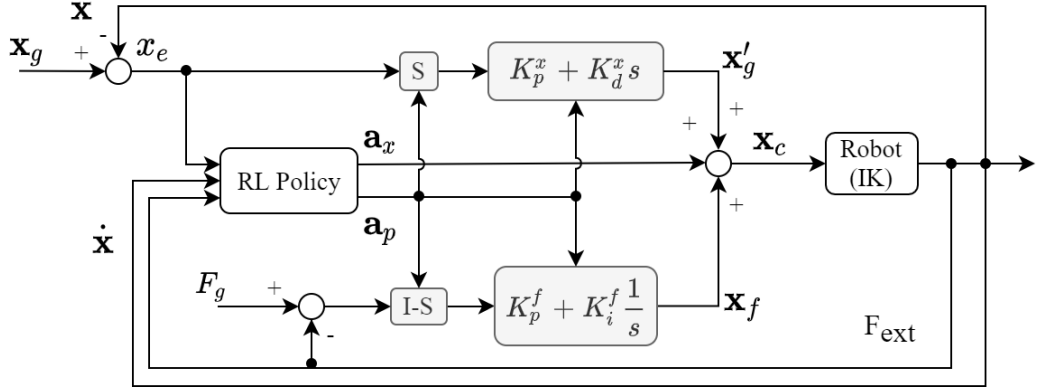 𝐱
-
𝐱_g
+
x_e
S
K_p^x + K_d^x s
𝐱′_g
+
+
𝐚_x
𝐱_c
RL Policy
Robot
(IK)
𝐚_p
+
𝐱̇
F_g
+
I-S
K_p^f + K_i^f 1/s
𝐱_f
-
F_ext